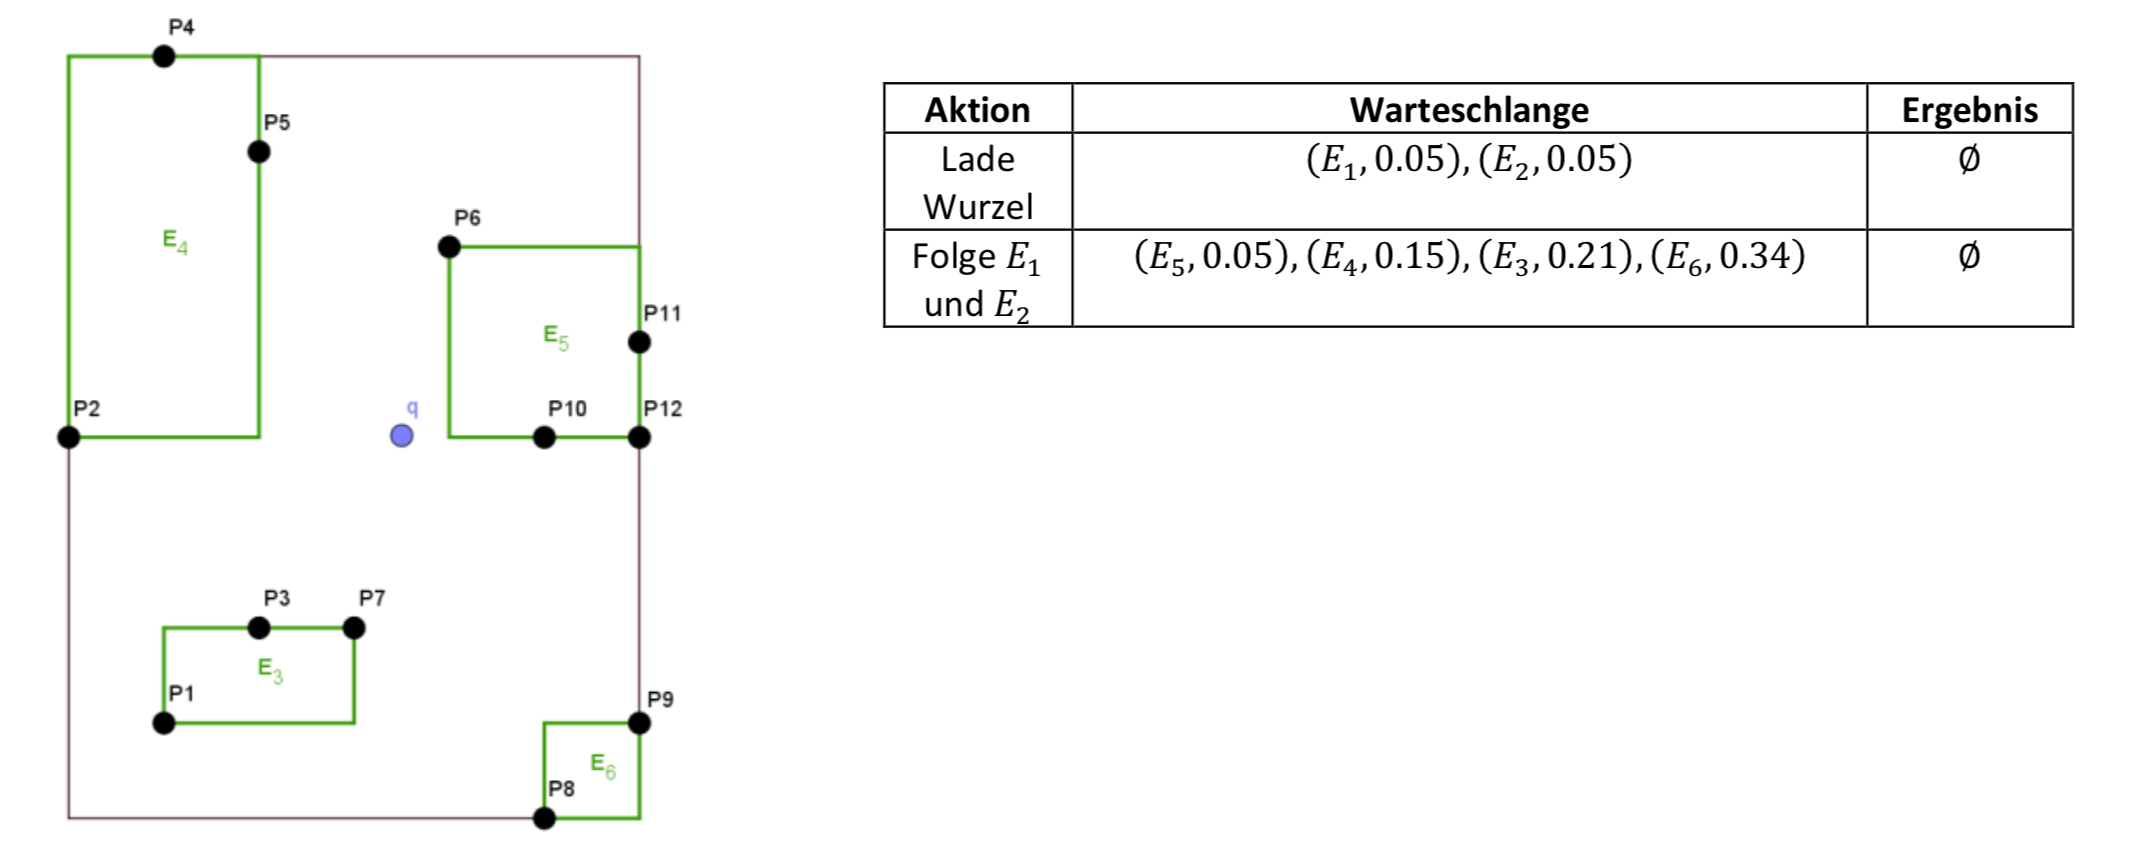 P4
P5
E4
P6
P11
E5
P2
q
P10
P12
P3
P7
E3
P1
P9
E6
P8
Aktion Warteschlange Ergebnis
Lade Wurzel (E₁, 0.05), (E₂, 0.05) ∅
Folge E₁ und E₂ (E₅, 0.05), (E₄, 0.15), (E₃, 0.21), (E₆, 0.34) ∅